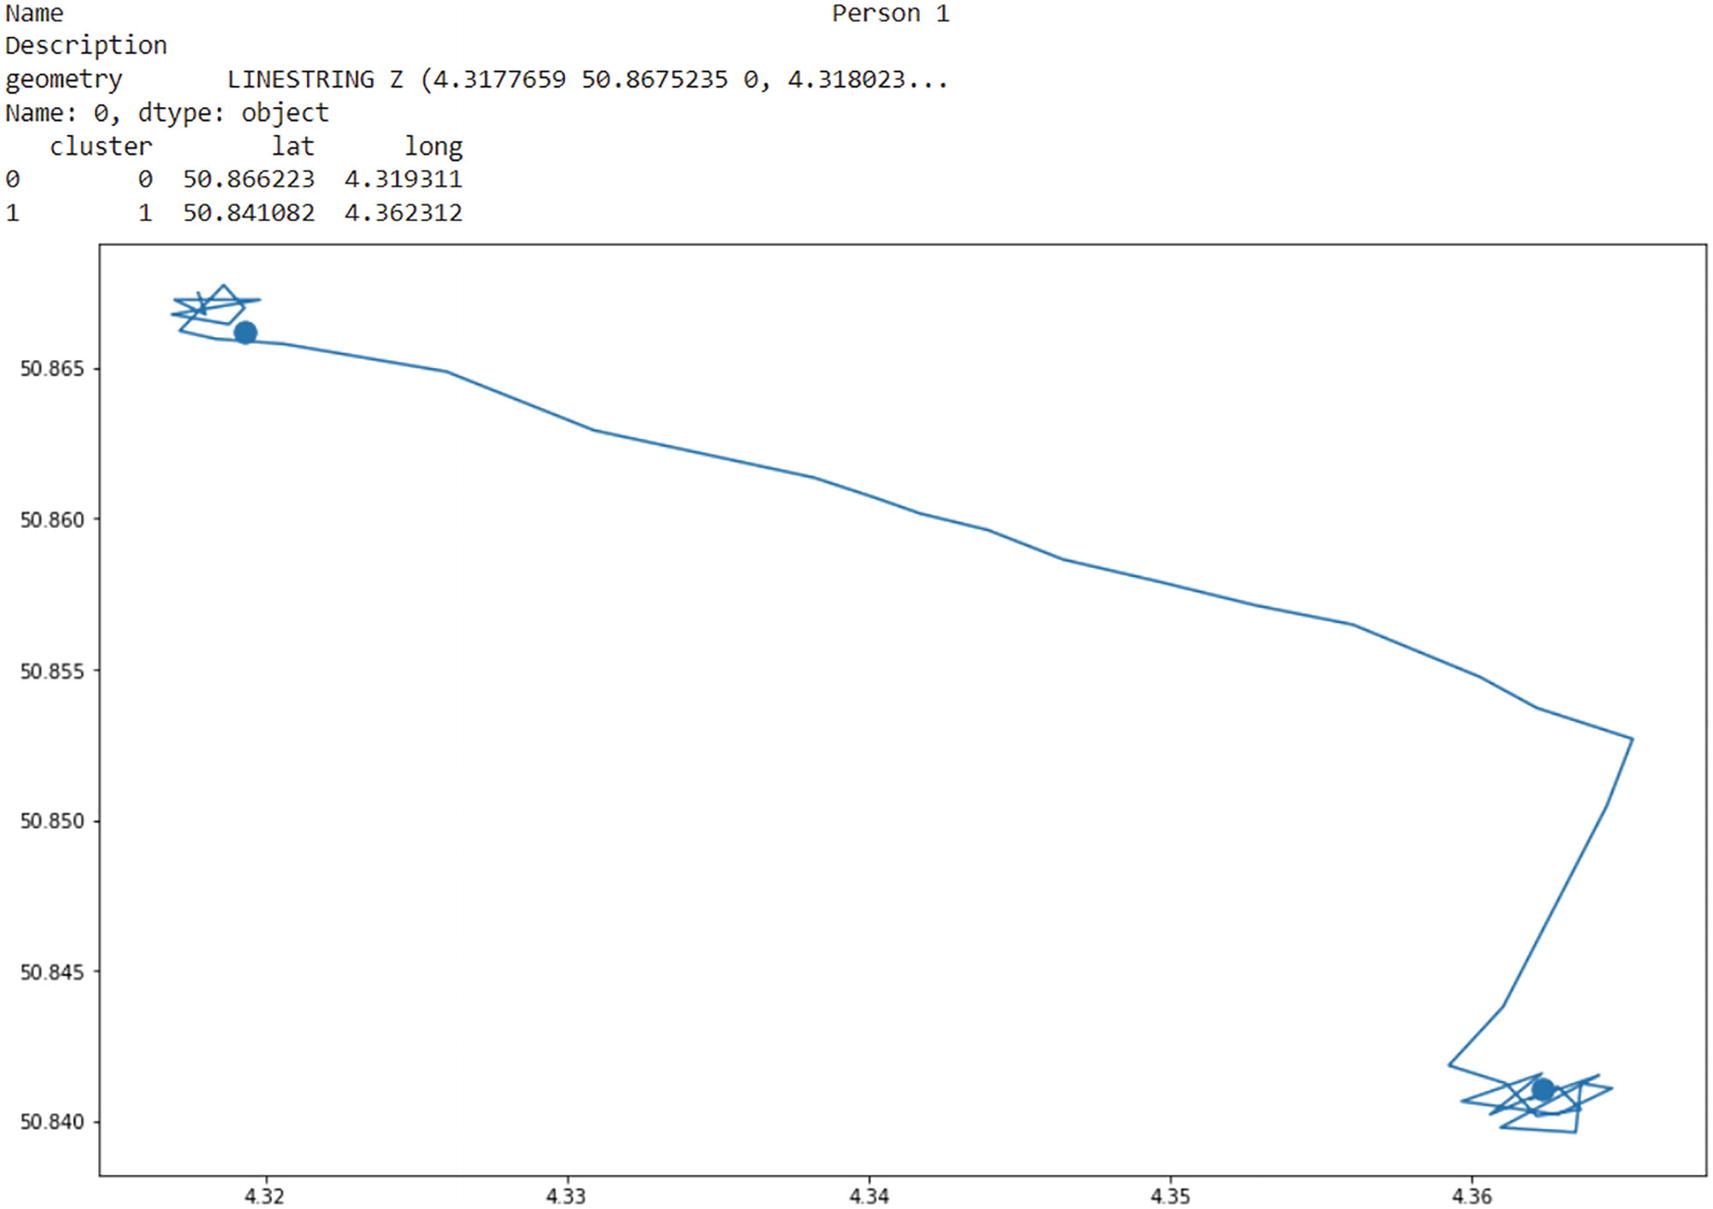 Name Person 1
Description
geometry LINESTRING Z (4.3177659 50.8675235 0, 4.318023...
Name: 0, dtype: object
cluster lat long
0 0 50.866223 4.319311
1 1 50.841082 4.362312
50.865
50.860
50.855
50.850
50.845
50.840
4.32 4.33 4.34 4.35 4.36